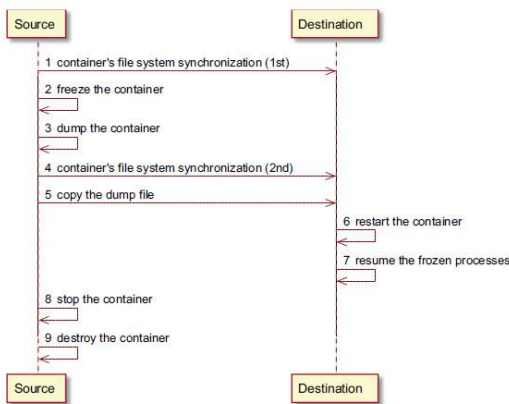 Source Destination
1 container's file system synchronization (1st)
2 freeze the container
3 dump the container
4 container's file system synchronization (2nd)
5 copy the dump file
6 restart the container
7 resume the frozen processes
8 stop the container
9 destroy the container
Source Destination